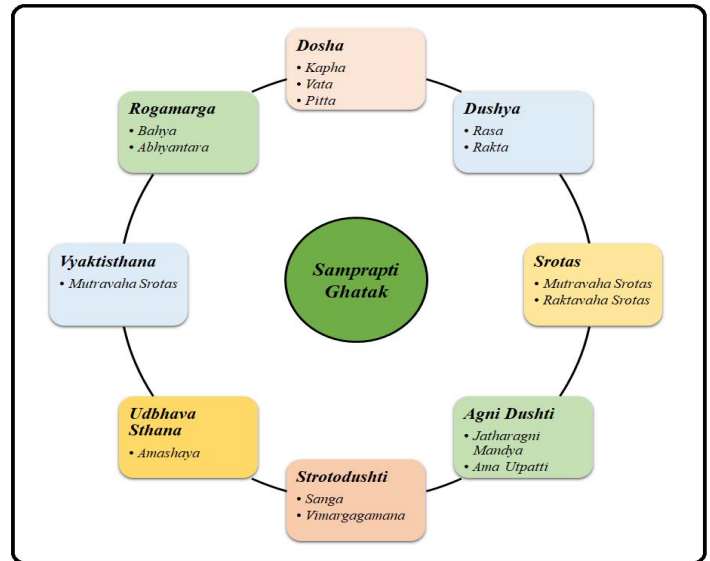 Dosha
• Kapha
• Vata
• Pitta
Dushya
• Rasa
• Rakta
Srotas
• Mutravaha Srotas
• Raktavaha Srotas
Agni Dushti
• Jatharagni
Mandya
• Ama Utpatti
Strotodushti
• Sanga
• Vimargagamana
Udbhava
Sthana
• Amashaya
Vyaktisthana
• Mutravaha Srotas
Rogamarga
• Bahya
• Abhyantara
Samprapti
Ghatak